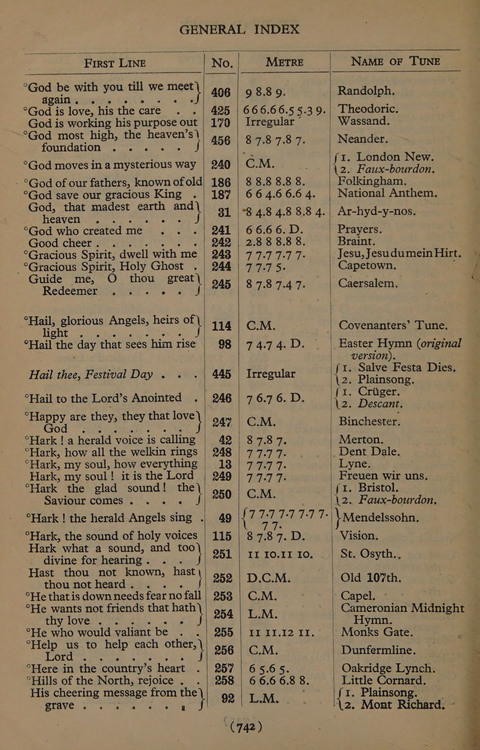 GENERAL INDEX
First Line No. Metre Name of Tune
°God be with you till we meet
again . . . . . . . . 406 9 8.8 9. Randolph.
°God is love, his the care . . 425 6 6.6 6.5 5·3 9. Theodoric.
God is working his purpose out 170 Irregular Wassand.
°God most high, the heaven's
foundation . . . . . 456 8 7.8 7.8 7. Neander.
°God moves in a mysterious way 240 C.M. { 1. London New.
2. Faux-bourdon.
°God of our fathers, known of old 186 8 8.8 8.8 8. Folkingham.
°God save our gracious King . 187 6 6 4.6 6.6 4. National Anthem.
God, that madest earth and
heaven . . . . . . 31 8 4.8 4.8 8.8 4. Ar-hyd-y-nos.
°God who created me . . . 241 6 6.6 6. D. Prayers.
Good cheer . . . . . . . 242 2.8 8 8.8 8. Braint.
°Gracious Spirit, dwell with me 243 7 7·7 7·7 7. Jesu, Jesu du mein Hirt.
°Gracious Spirit, Holy Ghost . 244 7 7·7 5. Capetown.
Guide me, O thou great
Redeemer . . . . . . 245 8 7.8 7.4 7. Caersalem.
°Hail, glorious Angels, heirs of
light . . . . . . . . 114 C.M. Covenanters' Tune.
°Hail the day that sees him rise 98 7 4.7 4. D. Easter Hymn (original
version).
Hail thee, Festival Day . . . 445 Irregular { 1. Salve Festa Dies.
2. Plainsong.
°Hail to the Lord's Anointed . 246 7 6.7 6. D. { 1. Crüger.
2. Descant.
°Happy are they, they that love
God . . . . . . . 247 C.M. Binchester.
°Hark ! a herald voice is calling 42 8 7.8 7. Merton.
°Hark, how all the welkin rings 248 7 7·7 7. Dent Dale.
°Hark, my soul, how everything 13 7 7·7 7. Lyne.
Hark, my soul ! it is the Lord 249 7 7·7 7. Freuen wir uns.
°Hark the glad sound ! the
Saviour comes . . . . 250 C.M. { 1. Bristol.
2. Faux-bourdon.
°Hark ! the herald Angels sing . 49 { 7 7·7 7·7 7·7 7·
7 7. } Mendelssohn.
°Hark, the sound of holy voices 115 8 7.8 7. D. Vision.
Hark what a sound, and too
divine for hearing . . . 251 11 10.11 10. St. Osyth.
Hast thou not known, hast
thou not heard . . . . 252 D.C.M. Old 107th.
°He that is down needs fear no fall 253 C.M. Capel.
°He wants not friends that hath
thy love . . . . . . 254 L.M. Cameronian Midnight
Hymn.
°He who would valiant be . . 255 11 11.12 11. Monks Gate.
°Help us to help each other,
Lord . . . . . . . 256 C.M. Dunfermline.
°Here in the country's heart . 257 6 5.6 5. Oakridge Lynch.
°Hills of the North, rejoice . . 258 6 6.6 6.8 8. Little Cornard.
His cheering message from the
grave . . . . . . . 92 L.M. { 1. Plainsong.
2. Mont Richard.
(742)